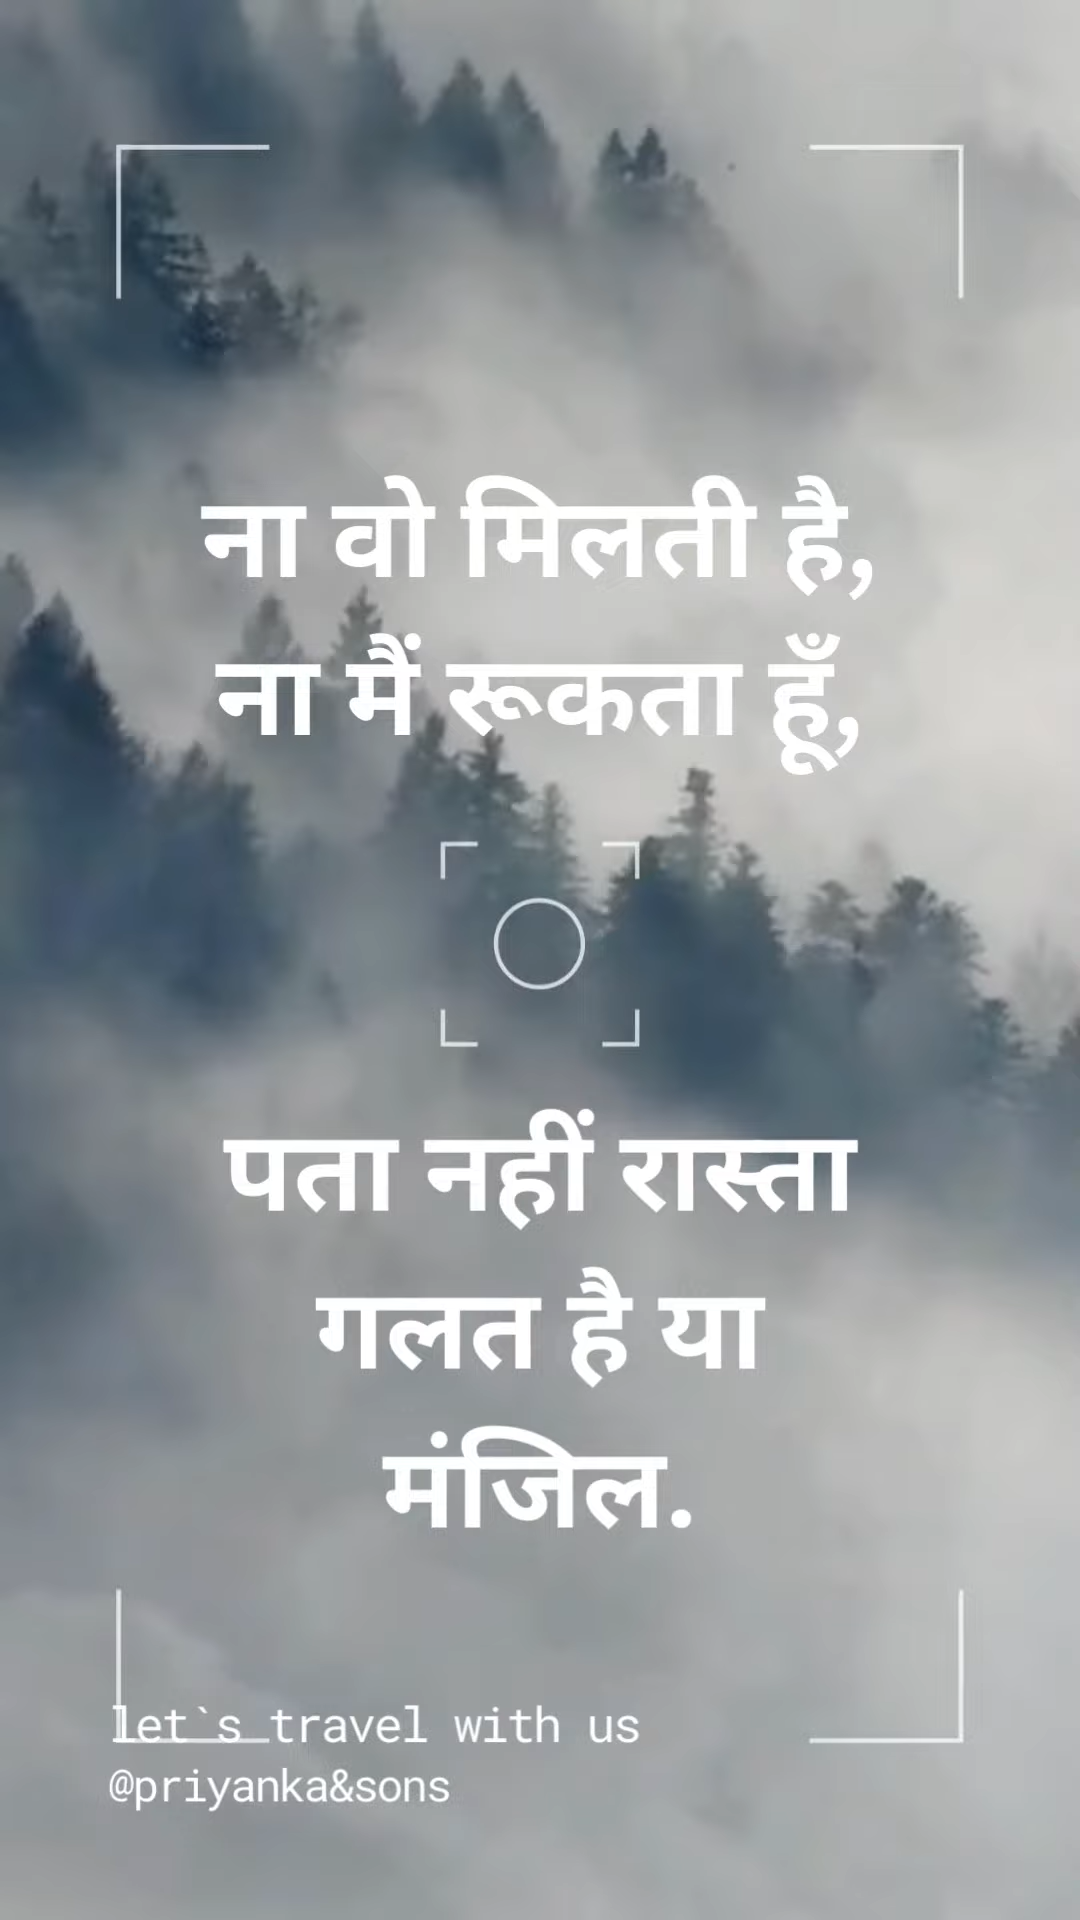 ना वो मिलती है,
ना मैं रूकता हूँ,
पता नहीं रास्ता
गलत है या
मंजिल.
let`s travel with us
@priyanka&sons